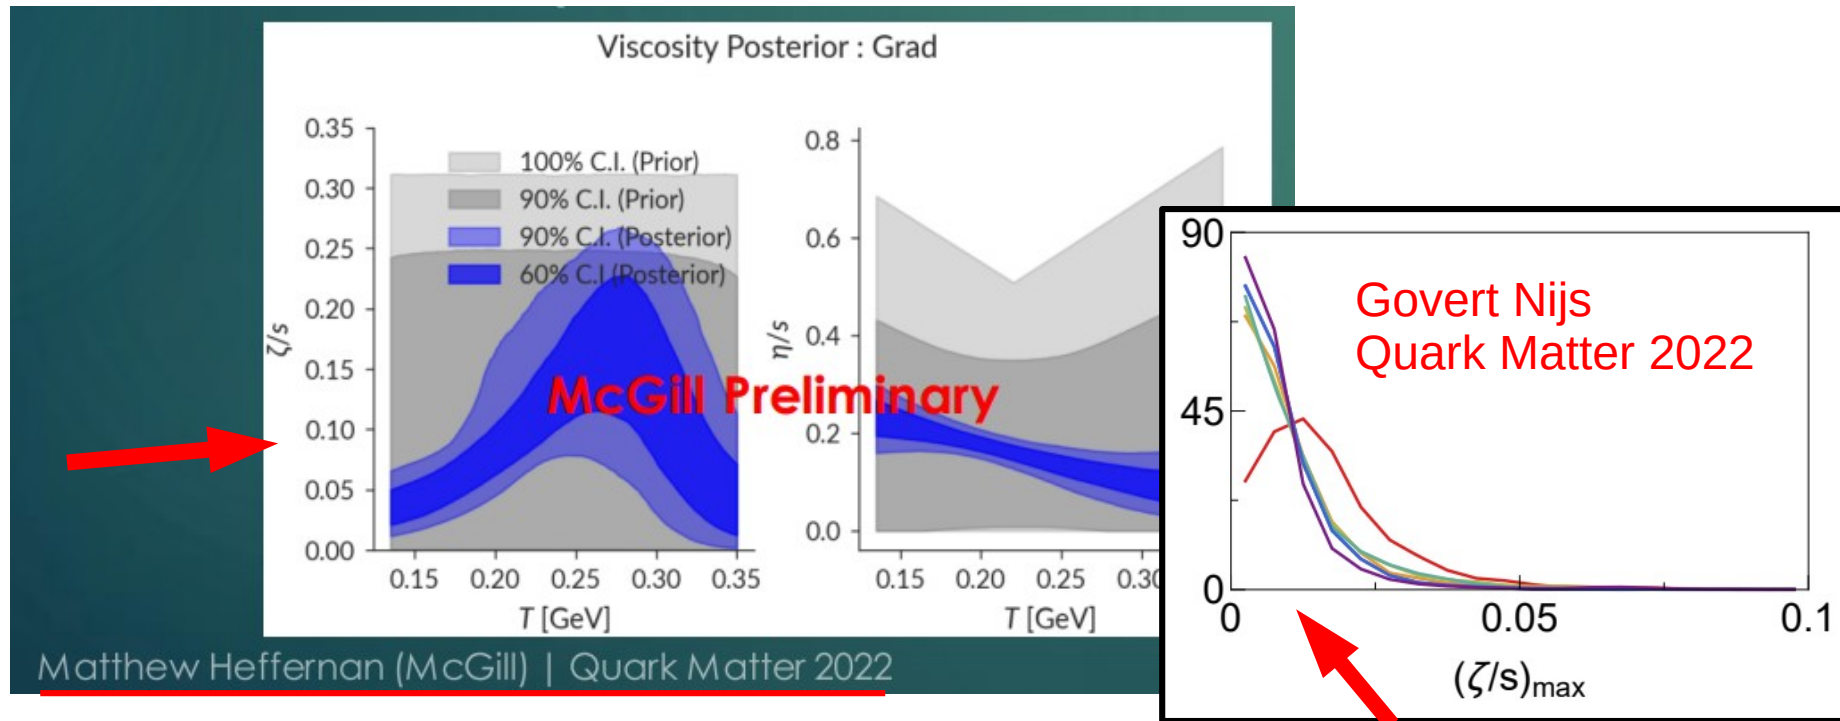 Viscosity Posterior : Grad
0.35
0.30
0.25
0.20
0.15
0.10
0.05
0.00
ζ/s
100% C.I. (Prior)
90% C.I. (Prior)
90% C.I. (Posterior)
60% C.I.(Posterior)
0.15 0.20 0.25 0.30 0.35
T [GeV]
0.8
0.6
0.4
0.2
0.0
η/s
0.15 0.20 0.25 0.30
T [GeV]
McGill Preliminary
Matthew Heffernan (McGill) | Quark Matter 2022
90
45
0
Govert Nijs
Quark Matter 2022
0 0.05 0.1
(ζ/s)max